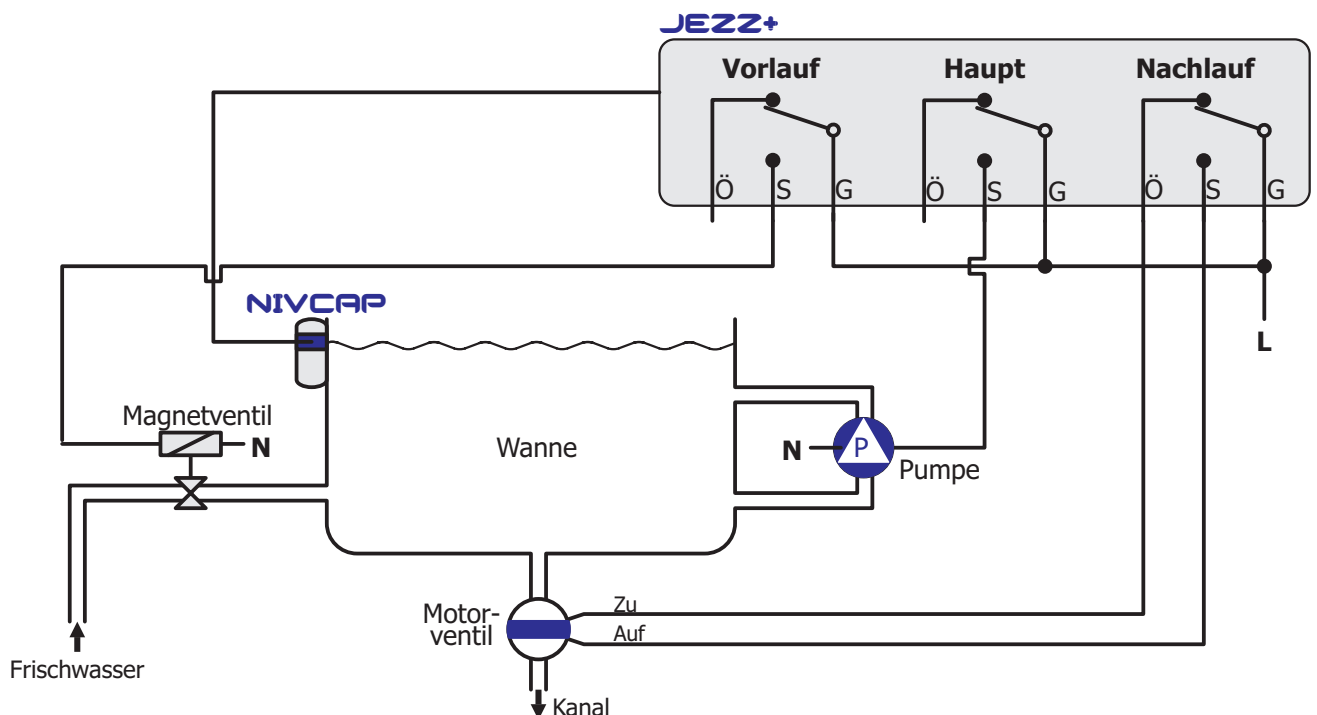 JEZZ+
Vorlauf Haupt Nachlauf
Ö S G Ö S G Ö S G
NIVCAP
L
Magnetventil
N
Wanne
N P
Pumpe
Motor-
ventil
Zu
Auf
Frischwasser
Kanal